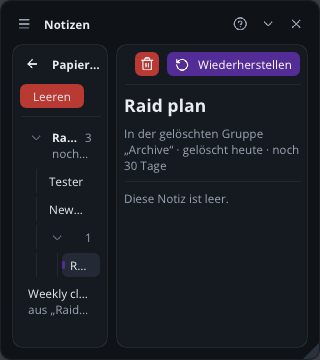 Notizen
Papier...
Leeren
Ra... 3
noch...
Tester
New...
1
R...
Weekly cl...
aus „Raid...
Wiederherstellen
Raid plan
In der gelöschten Gruppe
„Archive“ · gelöscht heute · noch
30 Tage
Diese Notiz ist leer.